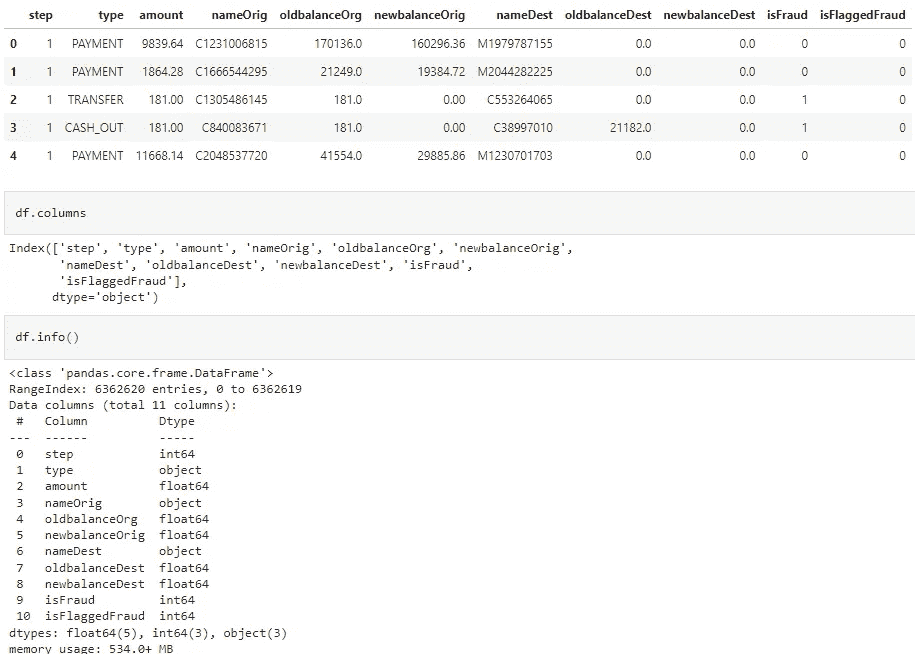 step type amount nameOrig oldbalanceOrg newbalanceOrig nameDest oldbalanceDest newbalanceDest isFraud isFlaggedFraud
0 1 PAYMENT 9839.64 C1231006815 170136.0 160296.36 M1979787155 0.0 0.0 0 0
1 1 PAYMENT 1864.28 C1666544295 21249.0 19384.72 M2044282225 0.0 0.0 0 0
2 1 TRANSFER 181.00 C1305486145 181.0 0.00 C553264065 0.0 0.0 1 0
3 1 CASH_OUT 181.00 C840083671 181.0 0.00 C38997010 21182.0 0.0 1 0
4 1 PAYMENT 11668.14 C2048537720 41554.0 29885.86 M1230701703 0.0 0.0 0 0
df.columns
Index(['step', 'type', 'amount', 'nameOrig', 'oldbalanceOrg', 'newbalanceOrig',
'nameDest', 'oldbalanceDest', 'newbalanceDest', 'isFraud',
'isFlaggedFraud'],
dtype='object')
df.info()
<class 'pandas.core.frame.DataFrame'>
RangeIndex: 6362620 entries, 0 to 6362619
Data columns (total 11 columns):
# Column Dtype
--- ------ -----
0 step int64
1 type object
2 amount float64
3 nameOrig object
4 oldbalanceOrg float64
5 newbalanceOrig float64
6 nameDest object
7 oldbalanceDest float64
8 newbalanceDest float64
9 isFraud int64
10 isFlaggedFraud int64
dtypes: float64(5), int64(3), object(3)
memory usage: 534.0+ MB